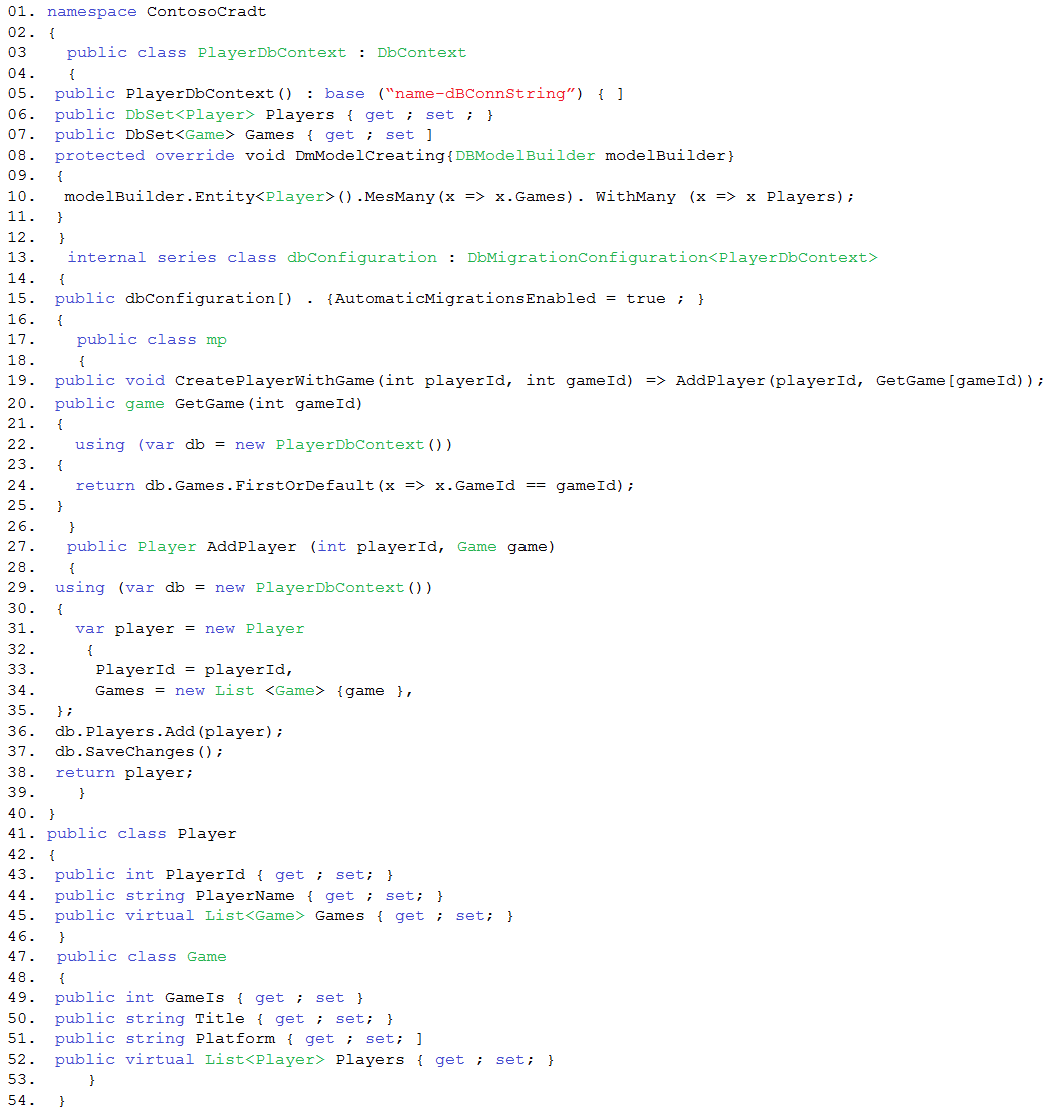 01. namespace ContosoCradt
02. {
03 public class PlayerDbContext : DbContext
04. {
05. public PlayerDbContext() : base (“name-dBConnString”) { ]
06. public DbSet<Player> Players { get ; set ; }
07. public DbSet<Game> Games { get ; set ]
08. protected override void DmModelCreating{DBModelBuilder modelBuilder}
09. {
10. modelBuilder.Entity<Player>().MesMany(x => x.Games). WithMany (x => x Players);
11. }
12. }
13. internal series class dbConfiguration : DbMigrationConfiguration<PlayerDbContext>
14. {
15. public dbConfiguration[) . {AutomaticMigrationsEnabled = true ; }
16. {
17. public class mp
18. {
19. public void CreatePlayerWithGame(int playerId, int gameId) => AddPlayer(playerId, GetGame[gameId));
20. public game GetGame(int gameId)
21. {
22. using (var db = new PlayerDbContext())
23. {
24. return db.Games.FirstOrDefault(x => x.GameId == gameId);
25. }
26. }
27. public Player AddPlayer (int playerId, Game game)
28. {
29. using (var db = new PlayerDbContext())
30. {
31. var player = new Player
32. {
33. PlayerId = playerId,
34. Games = new List <Game> {game },
35. };
36. db.Players.Add(player);
37. db.SaveChanges();
38. return player;
39. }
40. }
41. public class Player
42. {
43. public int PlayerId { get ; set; }
44. public string PlayerName { get ; set; }
45. public virtual List<Game> Games { get ; set; }
46. }
47. public class Game
48. {
49. public int GameIs { get ; set }
50. public string Title { get ; set; }
51. public string Platform { get ; set; ]
52. public virtual List<Player> Players { get ; set; }
53. }
54. }